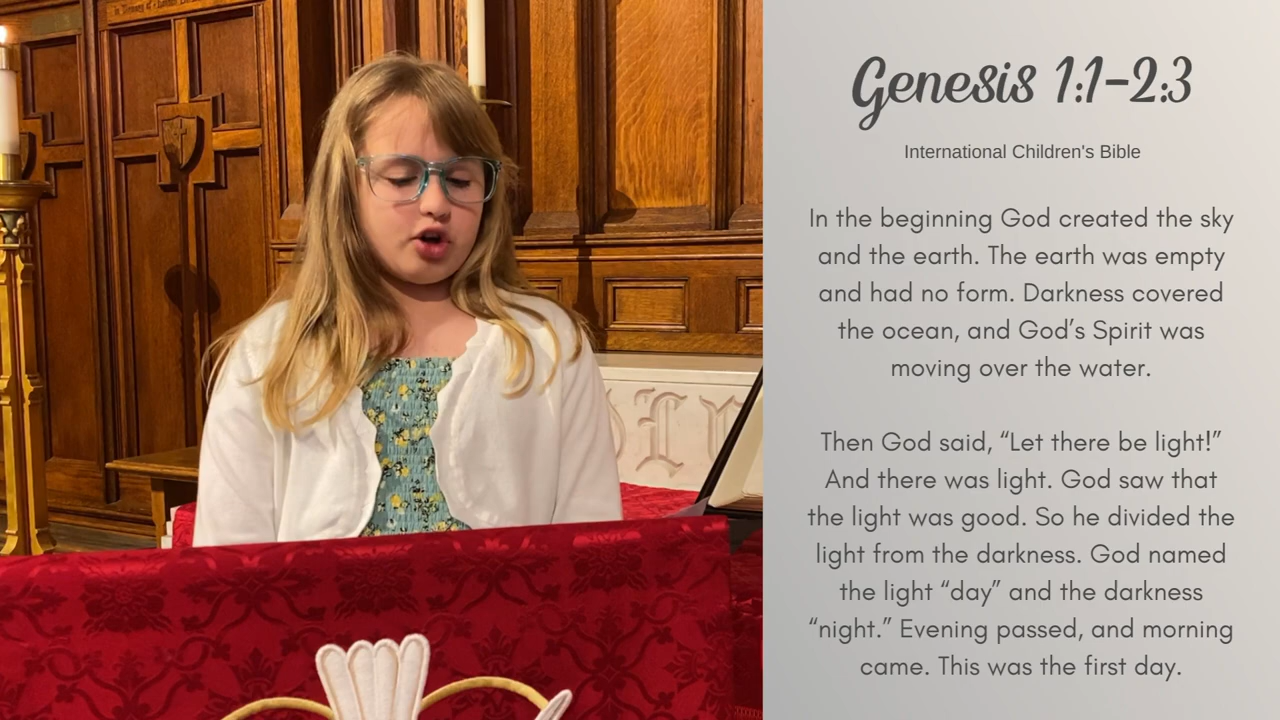 Genesis 1:1-2:3
International Children's Bible
In the beginning God created the sky
and the earth. The earth was empty
and had no form. Darkness covered
the ocean, and God’s Spirit was
moving over the water.
Then God said, “Let there be light!”
And there was light. God saw that
the light was good. So he divided the
light from the darkness. God named
the light “day” and the darkness
“night.” Evening passed, and morning
came. This was the first day.